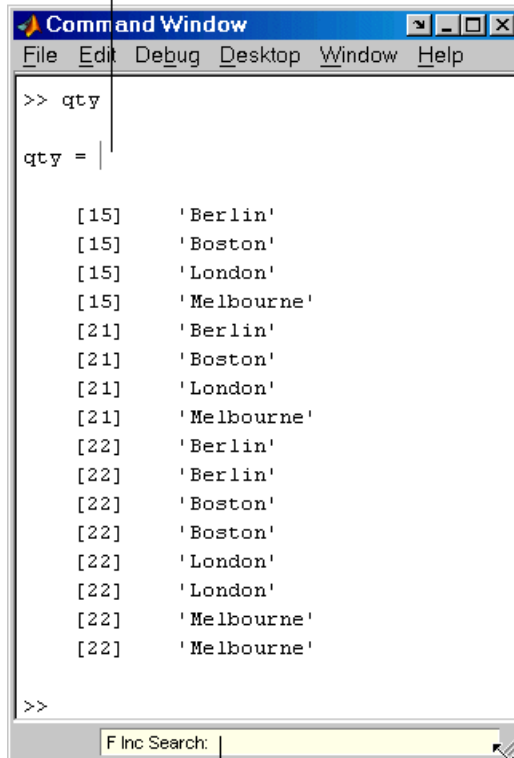 Command Window
File Edit Debug Desktop Window Help
>> qty
qty =
[15] 'Berlin'
[15] 'Boston'
[15] 'London'
[15] 'Melbourne'
[21] 'Berlin'
[21] 'Boston'
[21] 'London'
[21] 'Melbourne'
[22] 'Berlin'
[22] 'Berlin'
[22] 'Boston'
[22] 'Boston'
[22] 'London'
[22] 'London'
[22] 'Melbourne'
[22] 'Melbourne'
>>
F Inc Search: